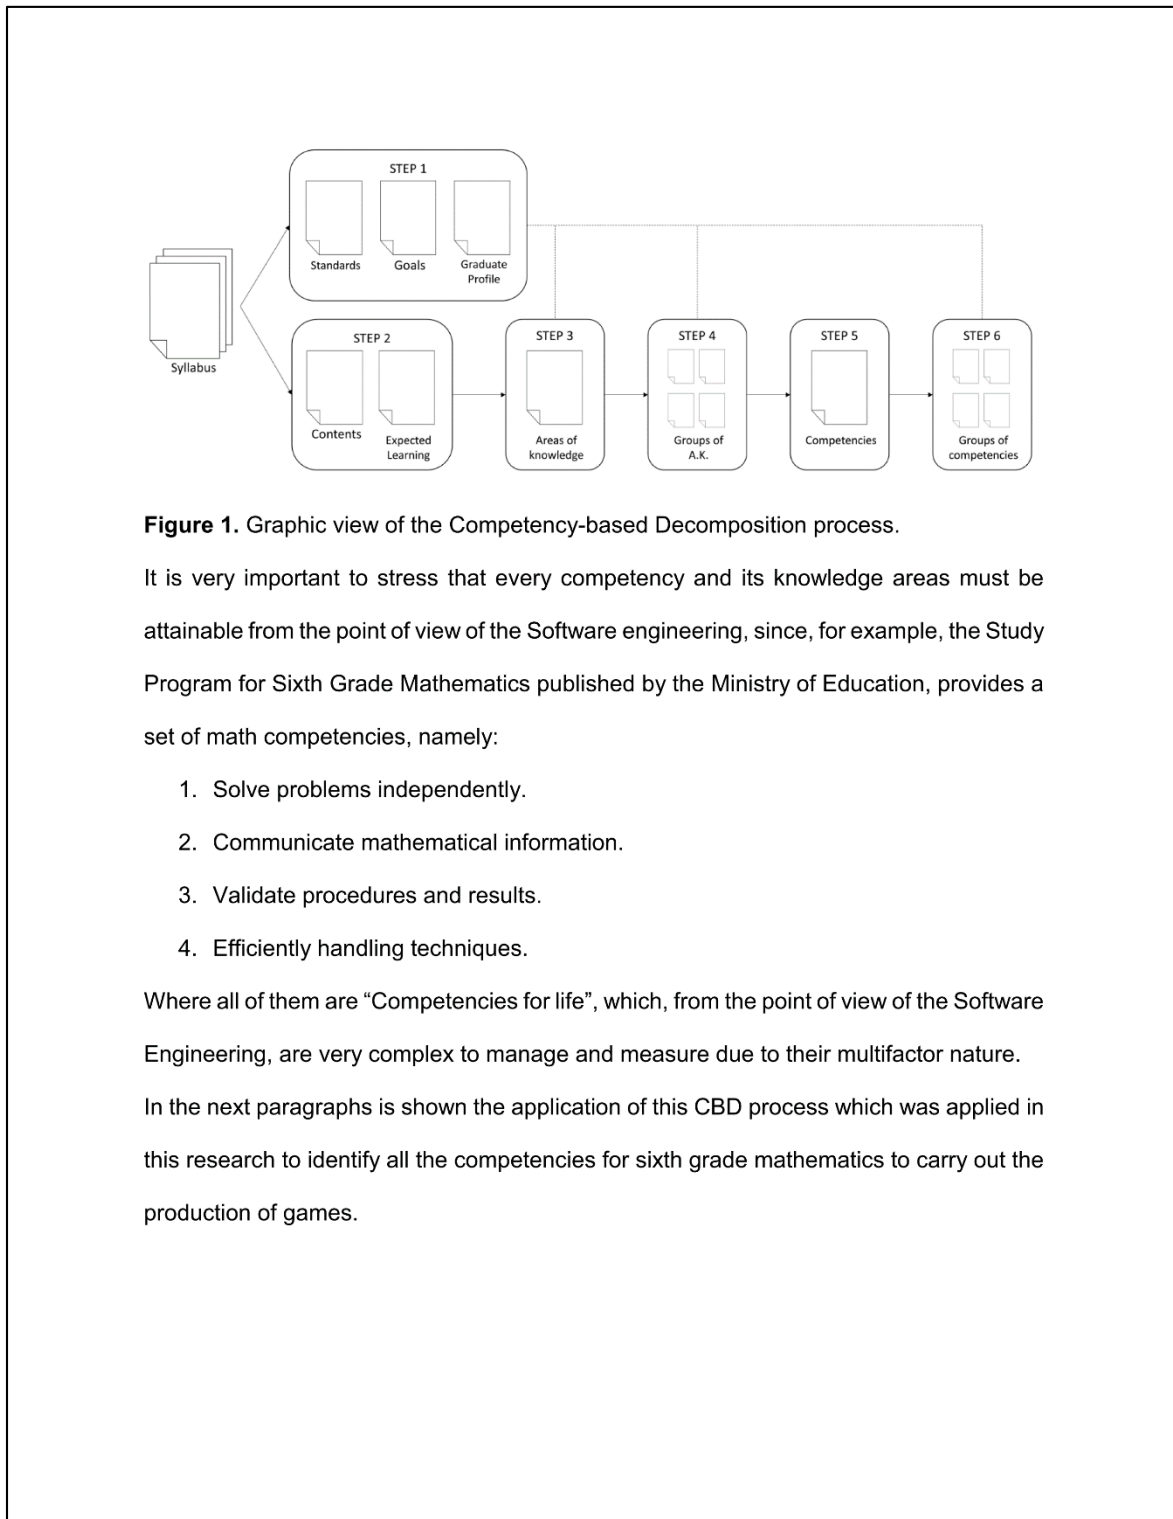 STEP 1
Standards
Goals
Graduate
Profile
Syllabus
STEP 2
Contents
Expected
Learning
STEP 3
Areas of
knowledge
STEP 4
Groups of
A.K.
STEP 5
Competencies
STEP 6
Groups of
competencies
Figure 1. Graphic view of the Competency-based Decomposition process.
It is very important to stress that every competency and its knowledge areas must be
attainable from the point of view of the Software engineering, since, for example, the Study
Program for Sixth Grade Mathematics published by the Ministry of Education, provides a
set of math competencies, namely:
1. Solve problems independently.
2. Communicate mathematical information.
3. Validate procedures and results.
4. Efficiently handling techniques.
Where all of them are “Competencies for life”, which, from the point of view of the Software
Engineering, are very complex to manage and measure due to their multifactor nature.
In the next paragraphs is shown the application of this CBD process which was applied in
this research to identify all the competencies for sixth grade mathematics to carry out the
production of games.